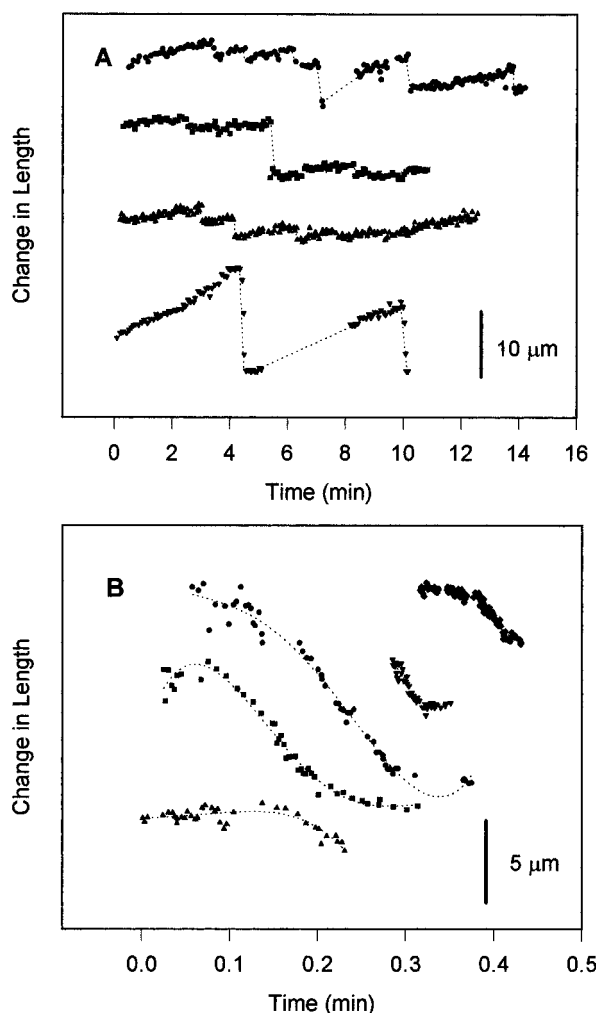 A
Change in Length
10 μm
0 2 4 6 8 10 12 14 16
Time (min)
B
Change in Length
5 μm
0.0 0.1 0.2 0.3 0.4 0.5
Time (min)